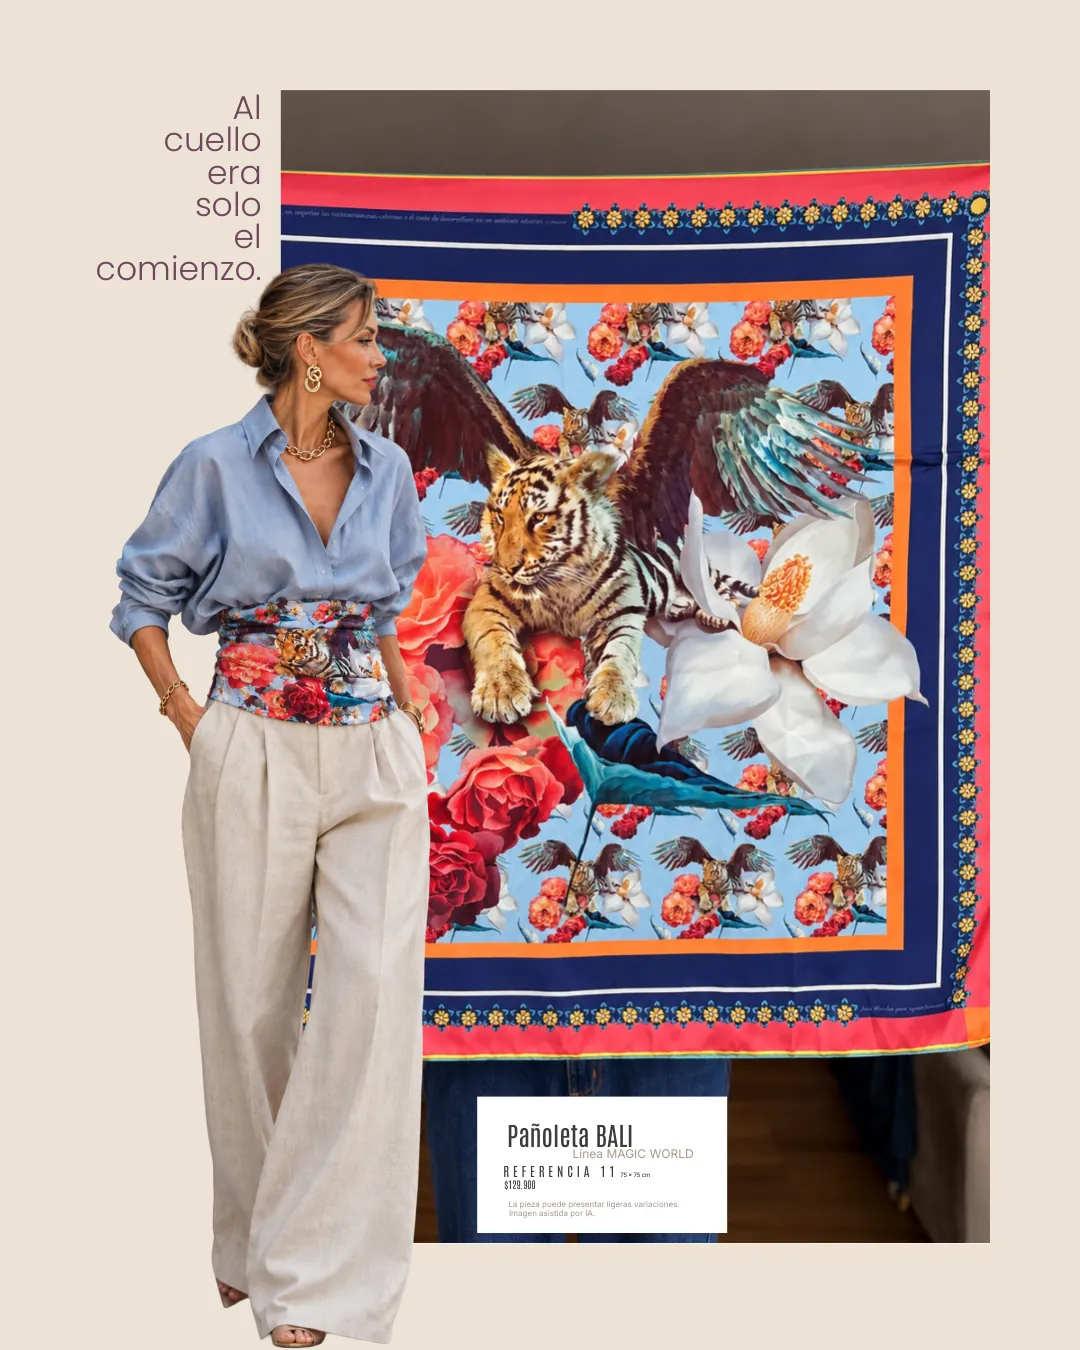 Al
cuello
era
solo
el
comienzo.
Pañoleta BALI
Línea MAGIC WORLD
REFERENCIA 11 75 x 75 cm
$129.900
La pieza puede presentar ligeras variaciones.
Imagen asistida por IA.